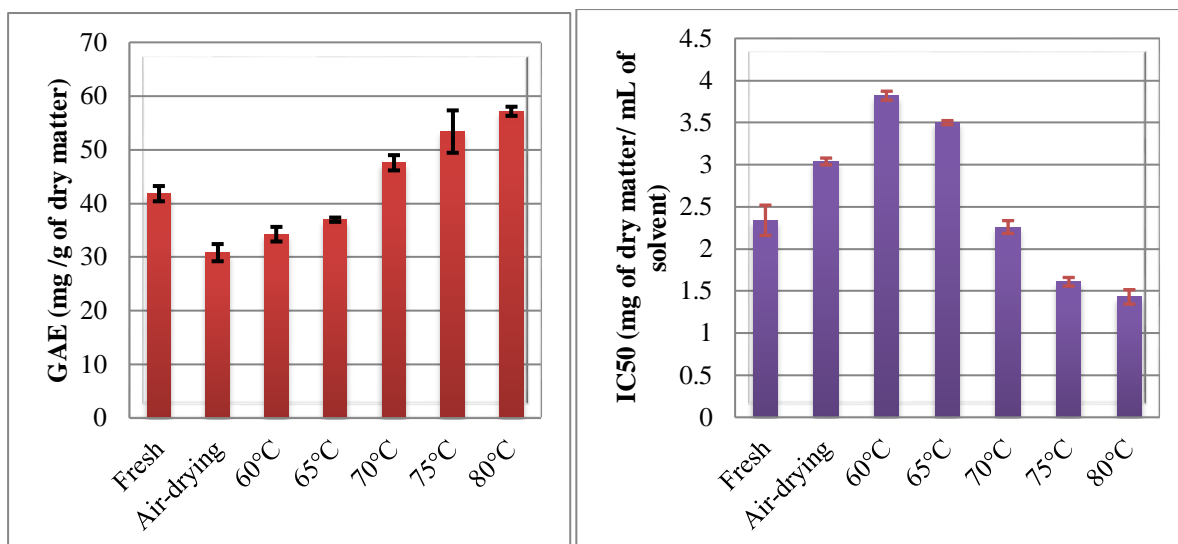 70
60
50
40
30
20
10
0
GAE (mg /g of dry matter)
Fresh
Air-drying
60°C
65°C
70°C
75°C
80°C
4.5
4
3.5
3
2.5
2
1.5
1
0.5
0
IC50 (mg of dry matter/ mL of
solvent)
Fresh
Air-drying
60°C
65°C
70°C
75°C
80°C